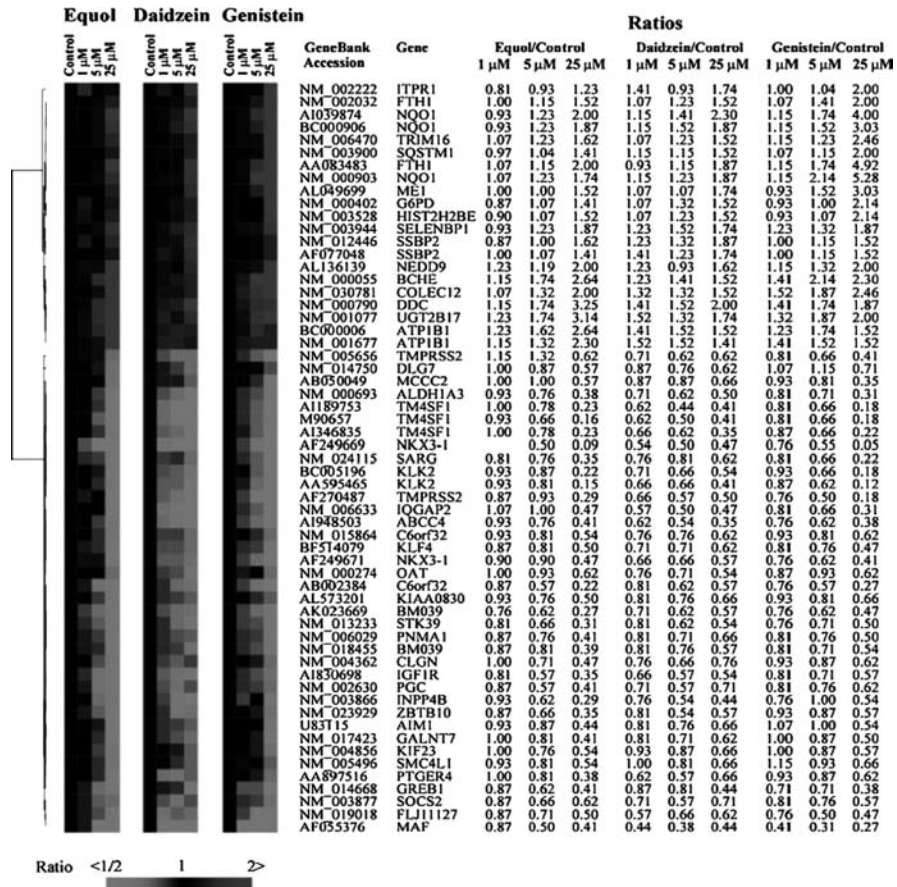 Equol Daidzein Genistein
Ratios
Control 1 µM 5 µM 25 µM Control 1 µM 5 µM 25 µM Control 1 µM 5 µM 25 µM
GeneBank Accession Gene Equol/Control Daidzein/Control Genistein/Control
1 µM 5 µM 25 µM 1 µM 5 µM 25 µM 1 µM 5 µM 25 µM
NM_002222 ITPR1 0.81 0.93 1.23 1.41 0.93 1.74 1.00 1.04 2.00
NM_002032 FTH1 1.00 1.15 1.52 1.07 1.23 1.52 1.07 1.41 2.00
AI039874 NQO1 0.93 1.23 2.00 1.15 1.41 2.30 1.15 1.74 4.00
BC000906 NQO1 0.93 1.23 1.87 1.15 1.52 1.87 1.15 1.52 3.03
NM_006470 TRIM16 1.07 1.23 1.62 1.07 1.23 1.52 1.15 1.23 2.46
NM_003900 SQSTM1 0.97 1.04 1.41 1.15 1.15 1.52 1.07 1.15 2.00
AA083483 FTH1 1.07 1.15 2.00 0.93 1.15 1.87 1.15 1.74 4.92
NM_000903 NQO1 1.07 1.23 1.74 1.15 1.23 1.87 1.15 2.14 5.28
AL049699 ME1 1.00 1.00 1.52 1.07 1.07 1.74 0.93 1.52 3.03
NM_000402 G6PD 0.87 1.07 1.41 1.07 1.32 1.52 0.93 1.00 2.14
NM_003528 HIST2H2BE 0.90 1.07 1.52 1.07 1.23 1.52 0.93 1.07 2.14
NM_003944 SELENBP1 0.93 1.23 1.87 1.23 1.52 1.74 1.23 1.32 1.87
NM_012446 SSBP2 0.87 1.00 1.62 1.23 1.32 1.87 1.00 1.15 1.52
AF077048 SSBP2 1.00 1.07 1.41 1.41 1.23 1.74 1.00 1.15 1.52
AL136139 NEDD9 1.23 1.19 2.00 1.23 0.93 1.62 1.15 1.32 2.00
NM_000055 BCHE 1.15 1.74 2.64 1.23 1.41 1.52 1.41 2.14 2.30
NM_030781 COLEC12 1.07 1.32 2.00 1.32 1.32 1.52 1.52 1.87 2.46
NM_000790 DDC 1.15 1.74 3.25 1.41 1.52 2.00 1.41 1.74 1.87
NM_001077 UGT2B17 1.23 1.74 3.14 1.52 1.32 1.74 1.32 1.87 2.00
BC000006 ATP1B1 1.23 1.62 2.64 1.41 1.52 1.52 1.23 1.74 1.52
NM_001677 ATP1B1 1.15 1.32 2.30 1.52 1.52 1.41 1.41 1.52 1.52
NM_005656 TMPRSS2 1.15 1.32 0.62 0.71 0.62 0.62 0.81 0.66 0.41
NM_014750 DLG7 1.00 0.87 0.57 0.87 0.76 0.62 1.07 1.15 0.71
AB050049 MCCC2 1.00 1.00 0.57 0.87 0.87 0.66 0.93 0.81 0.35
NM_000693 ALDH1A3 0.93 0.76 0.38 0.71 0.62 0.50 0.81 0.71 0.31
AI189753 TM4SF1 1.00 0.78 0.23 0.62 0.44 0.41 0.81 0.66 0.18
M90657 TM4SF1 0.93 0.66 0.16 0.62 0.50 0.41 0.81 0.66 0.18
AI346835 TM4SF1 1.00 0.78 0.23 0.66 0.62 0.35 0.87 0.66 0.22
AF249669 NKX3-1 0.50 0.09 0.54 0.50 0.47 0.76 0.55 0.05
NM_024115 SARG 0.81 0.76 0.35 0.76 0.81 0.62 0.81 0.66 0.22
BC005196 KLK2 0.93 0.87 0.22 0.71 0.66 0.54 0.93 0.66 0.18
AA595465 KLK2 0.93 0.81 0.15 0.66 0.66 0.41 0.87 0.62 0.12
AF270487 TMPRSS2 0.87 0.93 0.29 0.66 0.57 0.50 0.76 0.50 0.18
NM_006633 IQGAP2 1.07 1.00 0.47 0.57 0.50 0.47 0.81 0.66 0.31
AI948503 ABCC4 0.93 0.76 0.41 0.62 0.54 0.35 0.76 0.62 0.38
NM_015864 C6orf32 0.93 0.81 0.54 0.76 0.76 0.62 0.93 0.81 0.62
BF514079 KLF4 0.87 0.81 0.50 0.71 0.71 0.62 0.81 0.76 0.47
AF249671 NKX3-1 0.90 0.90 0.47 0.66 0.66 0.57 0.76 0.62 0.41
NM_000274 OAT 1.00 0.93 0.62 0.76 0.71 0.54 0.87 0.93 0.62
AB002384 C6orf32 0.87 0.57 0.22 0.81 0.62 0.57 0.76 0.57 0.27
AL573201 KIAA0830 0.93 0.76 0.50 0.81 0.76 0.66 0.93 0.81 0.66
AK023669 BM039 0.76 0.62 0.27 0.71 0.62 0.57 0.76 0.62 0.47
NM_013233 STK39 0.81 0.66 0.31 0.81 0.62 0.54 0.76 0.71 0.50
NM_006029 PNMA1 0.87 0.76 0.41 0.81 0.71 0.66 0.81 0.76 0.50
NM_018455 BM039 0.87 0.81 0.39 0.81 0.76 0.57 0.81 0.71 0.54
NM_004362 CLGN 1.00 0.71 0.47 0.76 0.66 0.76 0.93 0.87 0.62
AI830698 IGF1R 0.81 0.57 0.35 0.66 0.57 0.54 0.81 0.71 0.57
NM_002630 PGC 0.87 0.57 0.41 0.71 0.57 0.71 0.81 0.76 0.62
NM_003866 INPP4B 0.93 0.62 0.29 0.76 0.54 0.44 0.76 1.00 0.54
NM_023929 ZBTB10 0.87 0.66 0.35 0.81 0.54 0.57 0.93 0.87 0.57
U83115 AIM1 0.93 0.87 0.44 0.81 0.76 0.66 1.07 1.00 0.54
NM_017423 GALNT7 1.00 0.81 0.41 0.81 0.71 0.62 1.00 0.87 0.50
NM_004856 KIF23 1.00 0.76 0.54 0.93 0.87 0.66 1.00 0.87 0.57
NM_005496 SMC4L1 0.93 0.81 0.54 1.00 0.81 0.66 1.15 0.93 0.66
AA897516 PTGER4 1.00 0.81 0.38 0.62 0.57 0.66 0.93 0.87 0.62
NM_014668 GREB1 0.87 0.62 0.41 0.87 0.81 0.44 0.71 0.71 0.38
NM_003877 SOCS2 0.87 0.66 0.62 0.71 0.57 0.71 0.81 0.76 0.57
NM_019018 FLJ11127 0.87 0.71 0.50 0.57 0.66 0.62 0.76 0.50 0.47
AF055376 MAF 0.87 0.50 0.41 0.44 0.38 0.44 0.41 0.31 0.27
Ratio <1/2 1 2>